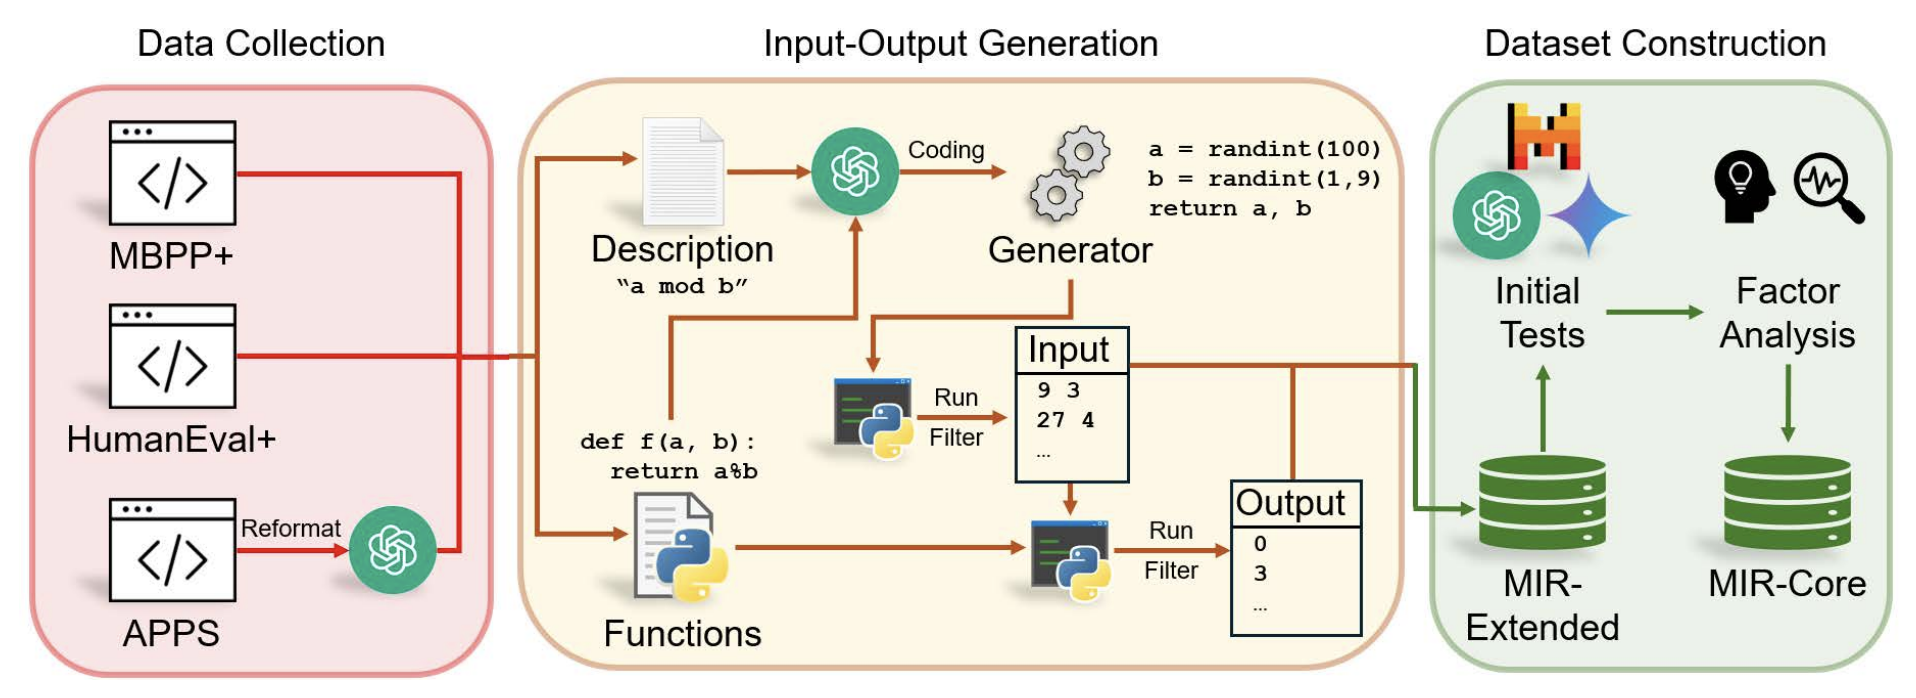 Data Collection
Input-Output Generation
Dataset Construction
</>
MBPP+
</>
HumanEval+
</>
Reformat
APPS
Description
“a mod b”
Coding
Generator
a = randint(100)
b = randint(1,9)
return a, b
def f(a, b):
return a%b
Functions
Run
Filter
Input
9 3
27 4
...
Run
Filter
Output
0
3
...
Initial
Tests
Factor
Analysis
MIR-
Extended
MIR-Core